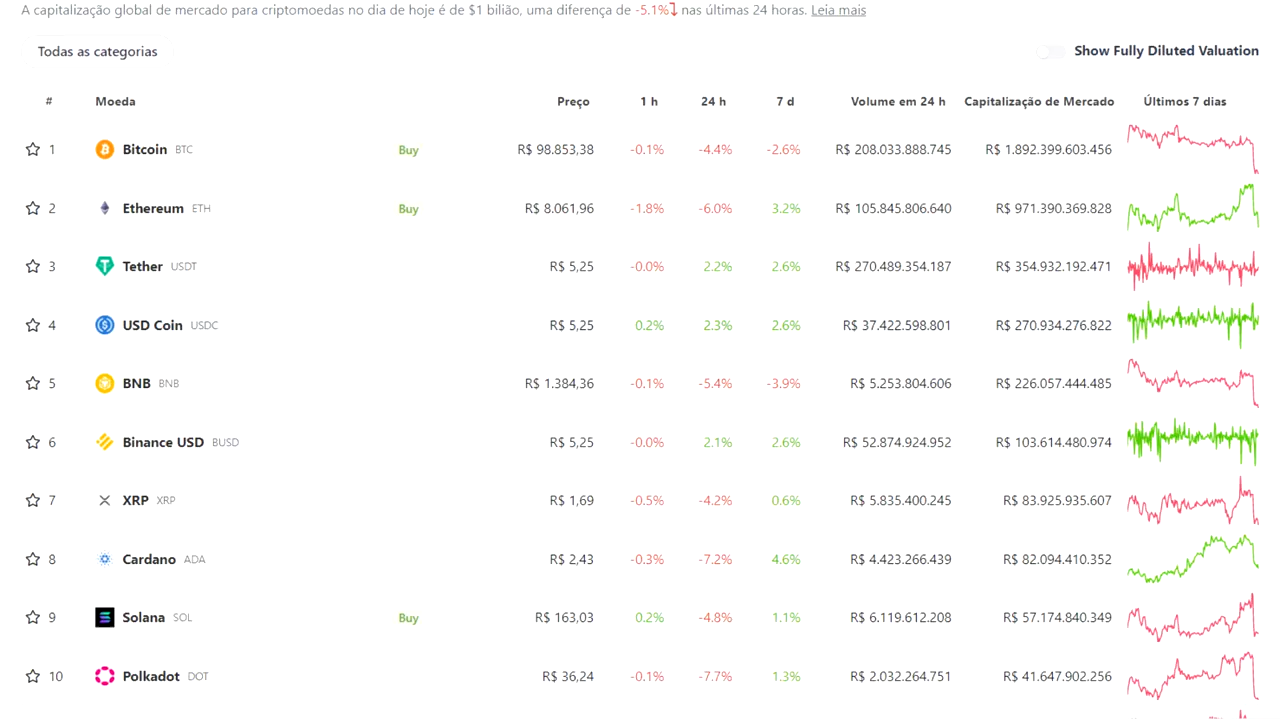 A capitalização global de mercado para criptomoedas no dia de hoje é de $1 bilião, uma diferença de -5.1% nas últimas 24 horas. Leia mais
Todas as categorias Show Fully Diluted Valuation
# Moeda Preço 1 h 24 h 7 d Volume em 24 h Capitalização de Mercado Últimos 7 dias
1 Bitcoin BTC Buy R$ 98.853,38 -0.1% -4.4% -2.6% R$ 208.033.888.745 R$ 1.892.399.603.456
2 Ethereum ETH Buy R$ 8.061,96 -1.8% -6.0% 3.2% R$ 105.845.806.640 R$ 971.390.369.828
3 Tether USDT R$ 5,25 -0.0% 2.2% 2.6% R$ 270.489.354.187 R$ 354.932.192.471
4 USD Coin USDC R$ 5,25 0.2% 2.3% 2.6% R$ 37.422.598.801 R$ 270.934.276.822
5 BNB BNB R$ 1.384,36 -0.1% -5.4% -3.9% R$ 5.253.804.606 R$ 226.057.444.485
6 Binance USD BUSD R$ 5,25 -0.0% 2.1% 2.6% R$ 52.874.924.952 R$ 103.614.480.974
7 XRP XRP R$ 1,69 -0.5% -4.2% 0.6% R$ 5.835.400.245 R$ 83.925.935.607
8 Cardano ADA R$ 2,43 -0.3% -7.2% 4.6% R$ 4.423.266.439 R$ 82.094.410.352
9 Solana SOL Buy R$ 163,03 0.2% -4.8% 1.1% R$ 6.119.612.208 R$ 57.174.840.349
10 Polkadot DOT R$ 36,24 -0.1% -7.7% 1.3% R$ 2.032.264.751 R$ 41.647.902.256